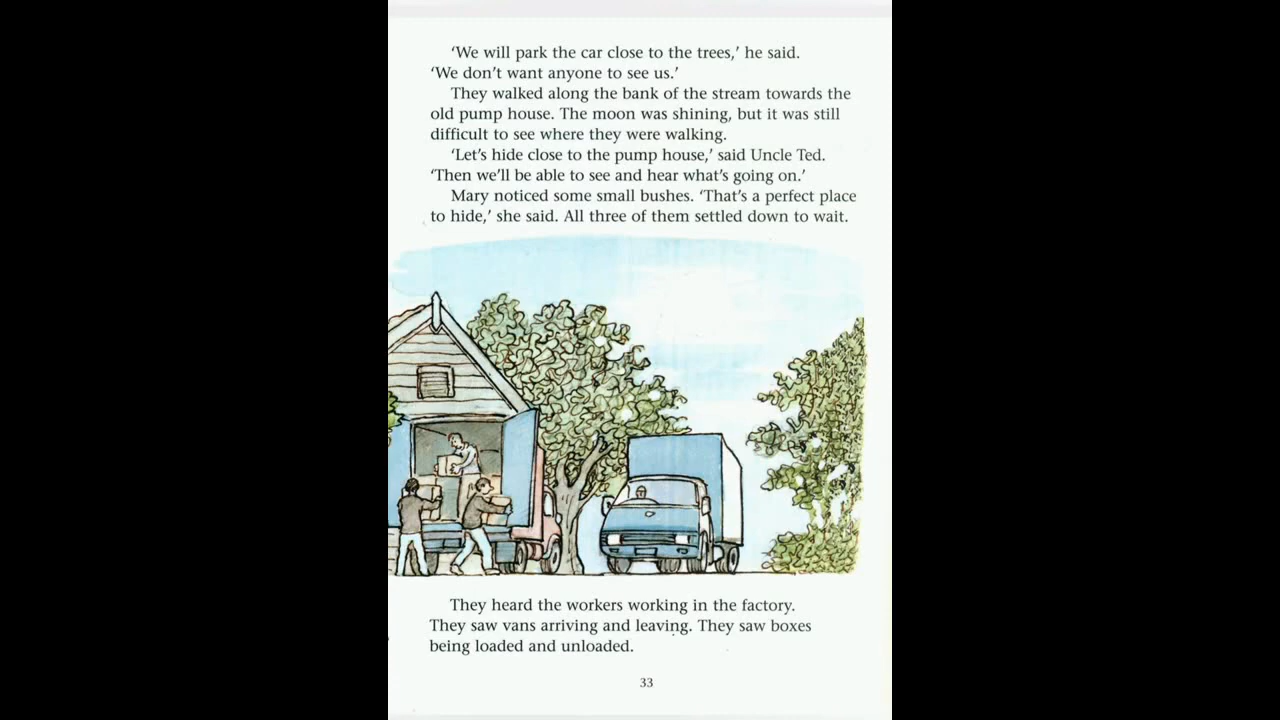 ‘We will park the car close to the trees,’ he said.
‘We don’t want anyone to see us.’
They walked along the bank of the stream towards the
old pump house. The moon was shining, but it was still
difficult to see where they were walking.
‘Let’s hide close to the pump house,’ said Uncle Ted.
‘Then we’ll be able to see and hear what’s going on.’
Mary noticed some small bushes. ‘That’s a perfect place
to hide,’ she said. All three of them settled down to wait.
They heard the workers working in the factory.
They saw vans arriving and leaving. They saw boxes
being loaded and unloaded.
33